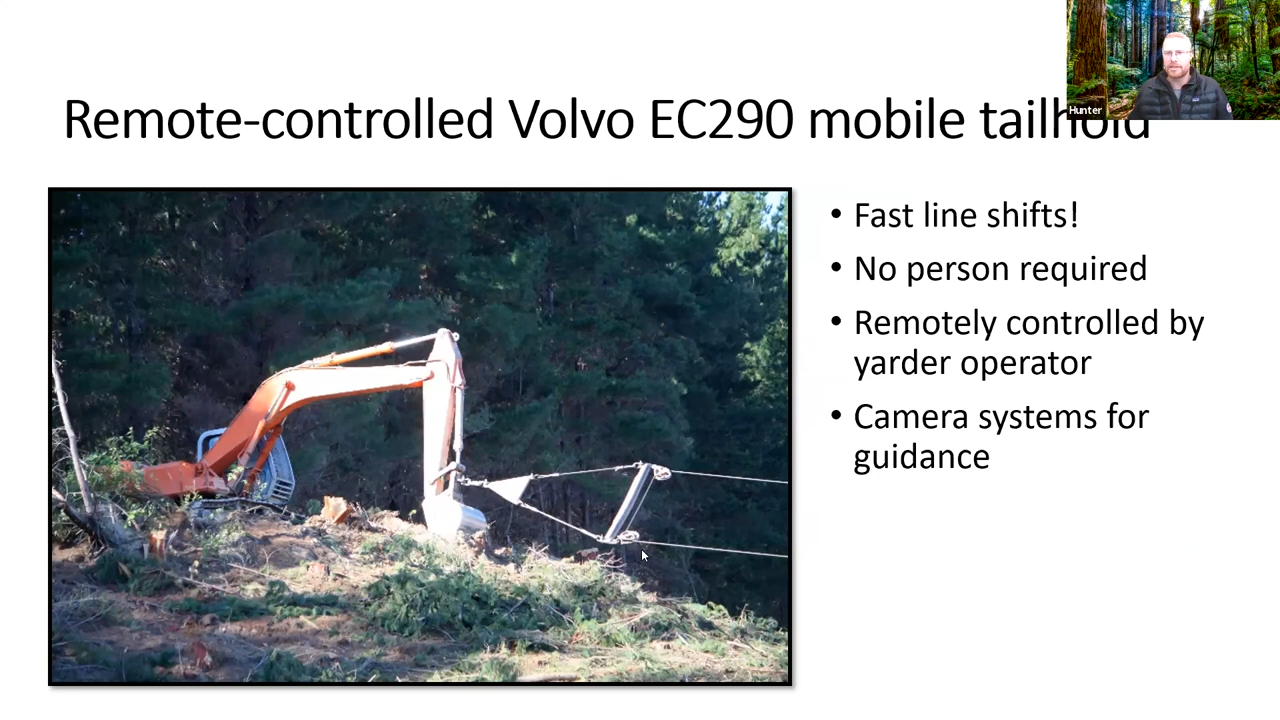 Hunter
Remote-controlled Volvo EC290 mobile tailhold
• Fast line shifts!
• No person required
• Remotely controlled by
yarder operator
• Camera systems for
guidance